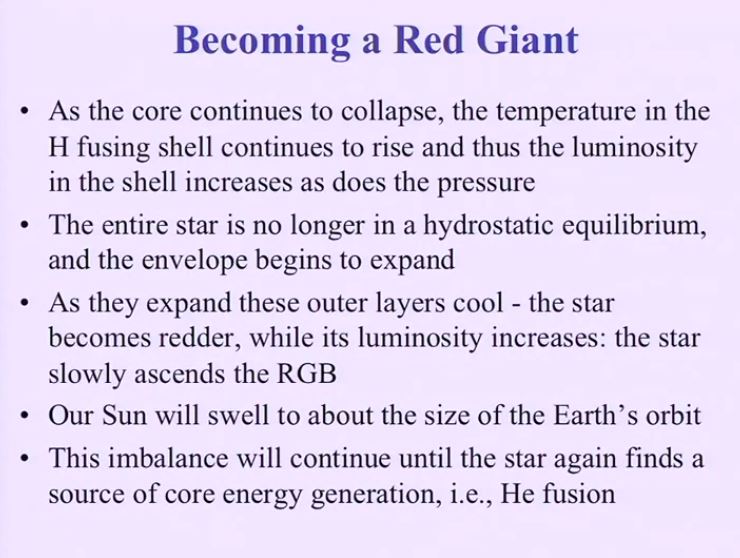 Becoming a Red Giant
• As the core continues to collapse, the temperature in the
H fusing shell continues to rise and thus the luminosity
in the shell increases as does the pressure
• The entire star is no longer in a hydrostatic equilibrium,
and the envelope begins to expand
• As they expand these outer layers cool - the star
becomes redder, while its luminosity increases: the star
slowly ascends the RGB
• Our Sun will swell to about the size of the Earth’s orbit
• This imbalance will continue until the star again finds a
source of core energy generation, i.e., He fusion